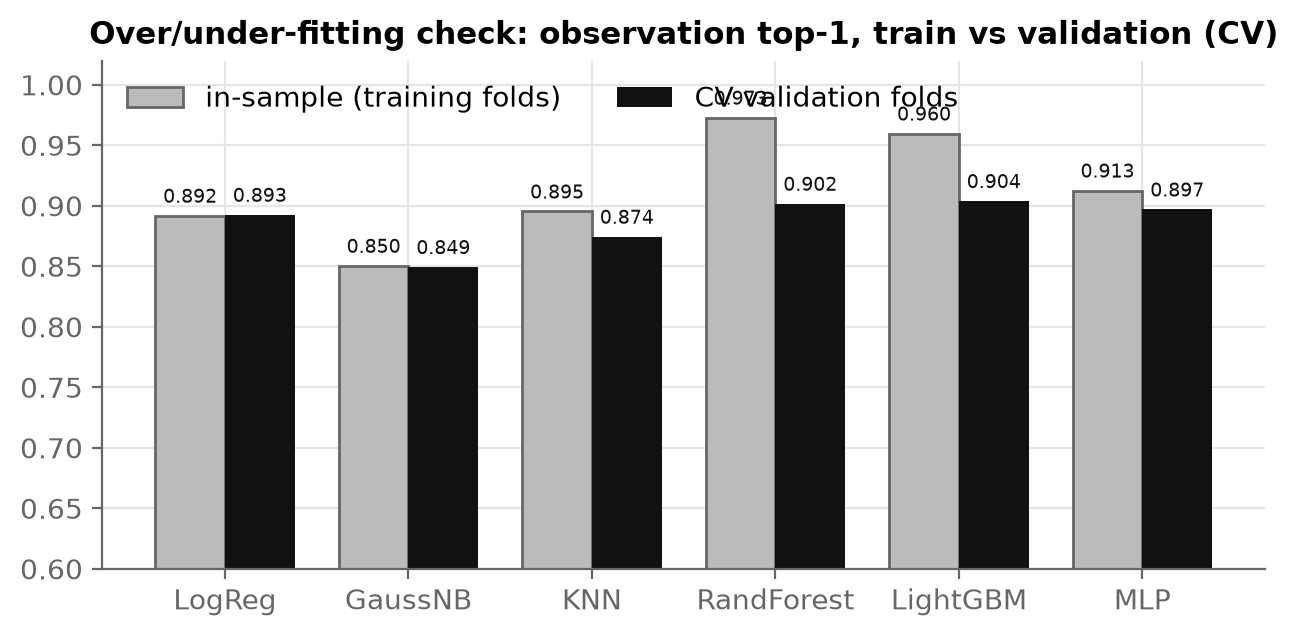 Over/under-fitting check: observation top-1, train vs validation (CV)
in-sample (training folds)
CV validation folds
1.00
0.95
0.90
0.85
0.80
0.75
0.70
0.65
0.60
0.892
0.893
0.850
0.849
0.895
0.874
0.973
0.902
0.960
0.904
0.913
0.897
LogReg
GaussNB
KNN
RandForest
LightGBM
MLP